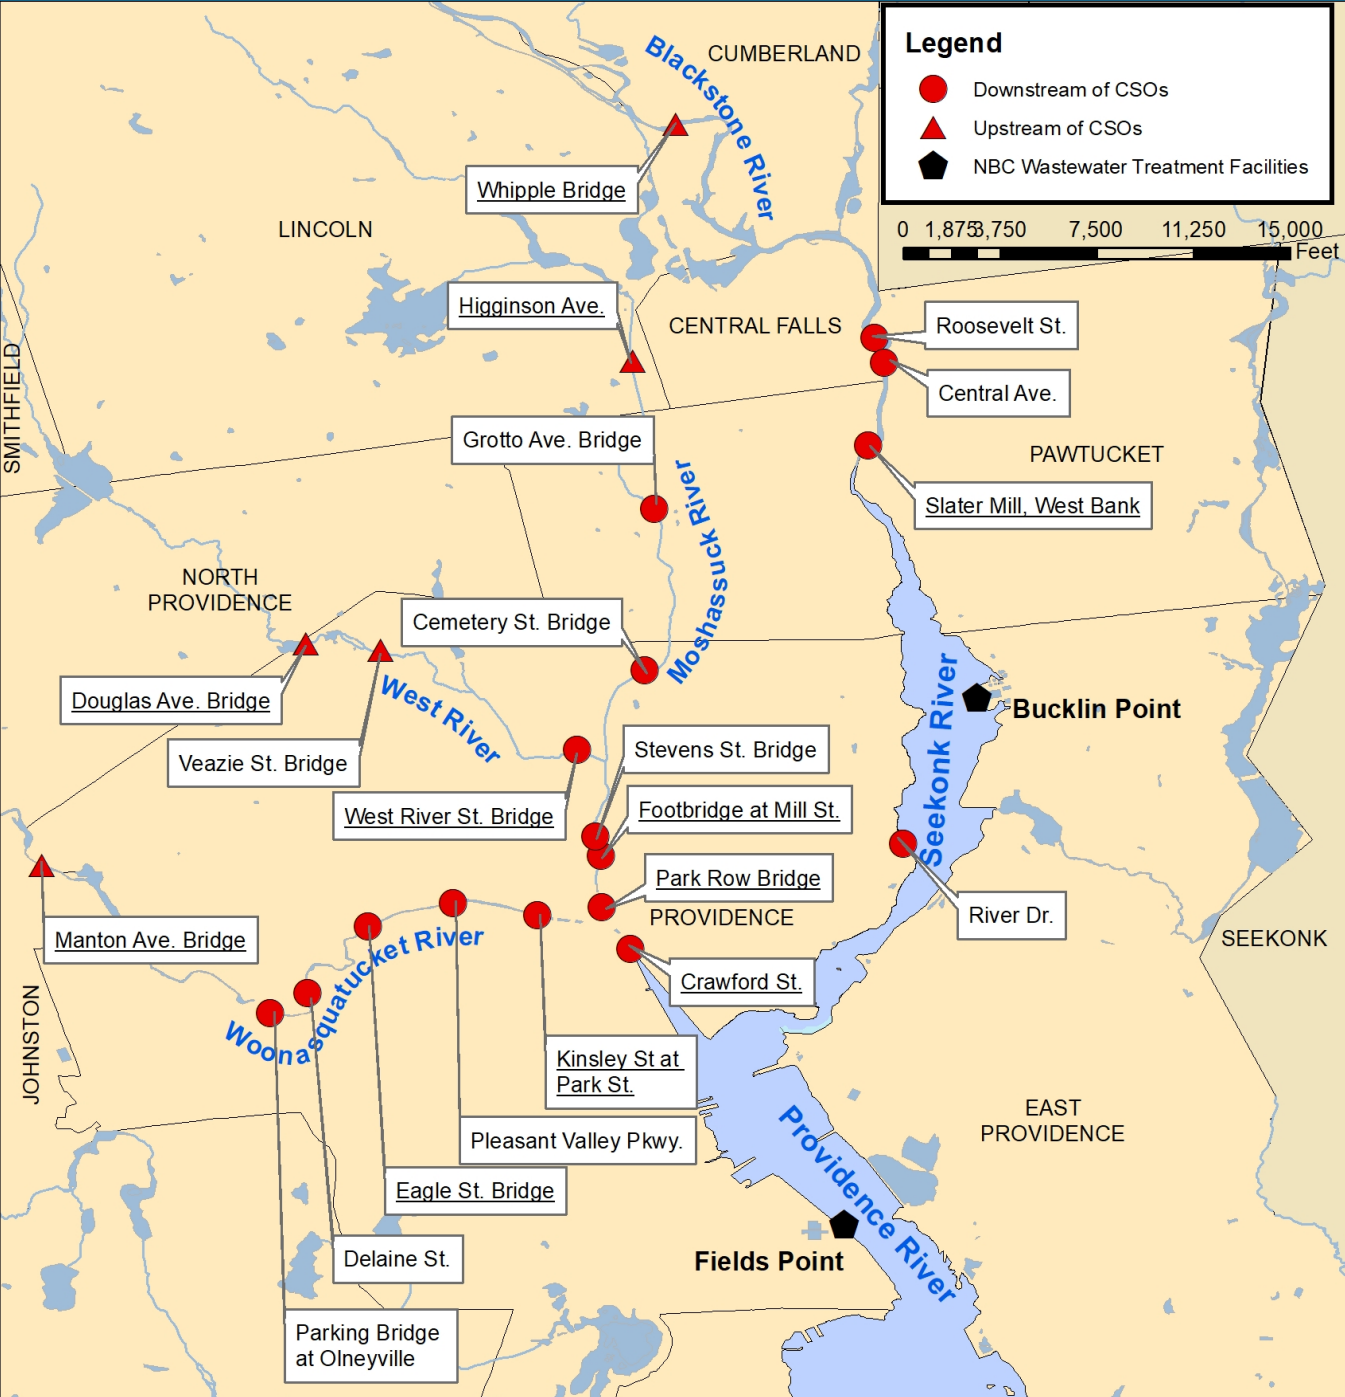 Legend
Downstream of CSOs
Upstream of CSOs
NBC Wastewater Treatment Facilities
0 1,875 3,750 7,500 11,250 15,000
Feet
CUMBERLAND
Blackstone River
Whipple Bridge
LINCOLN
Higginson Ave.
CENTRAL FALLS
Roosevelt St.
Central Ave.
SMITHFIELD
Grotto Ave. Bridge
PAWTUCKET
Slater Mill, West Bank
Moshassuck River
NORTH
PROVIDENCE
Cemetery St. Bridge
Douglas Ave. Bridge
West River
Veazie St. Bridge
Seekonk River
Bucklin Point
Stevens St. Bridge
West River St. Bridge
Footbridge at Mill St.
Park Row Bridge
PROVIDENCE
River Dr.
Manton Ave. Bridge
SEEKONK
Woonasquatucket River
Crawford St.
JOHNSTON
Kinsley St at
Park St.
EAST
PROVIDENCE
Pleasant Valley Pkwy.
Providence River
Eagle St. Bridge
Delaine St.
Fields Point
Parking Bridge
at Olneyville